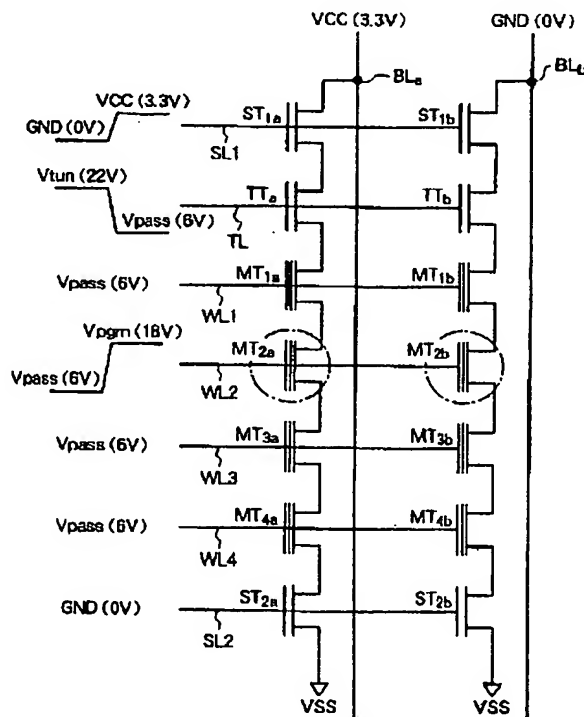 VCC (3.3V) GND (0V)
BLa BLb
VCC (3.3V) ST1a ST1b
GND (0V)
SL1
Vtun (22V) TTa TTb
Vpass (6V)
TL
Vpass (6V) MT1a MT1b
WL1
Vpgm (18V) MT2a MT2b
Vpass (6V) WL2
Vpass (6V) MT3a MT3b
WL3
Vpass (6V) MT4a MT4b
WL4
GND (0V) ST2a ST2b
SL2
VSS VSS